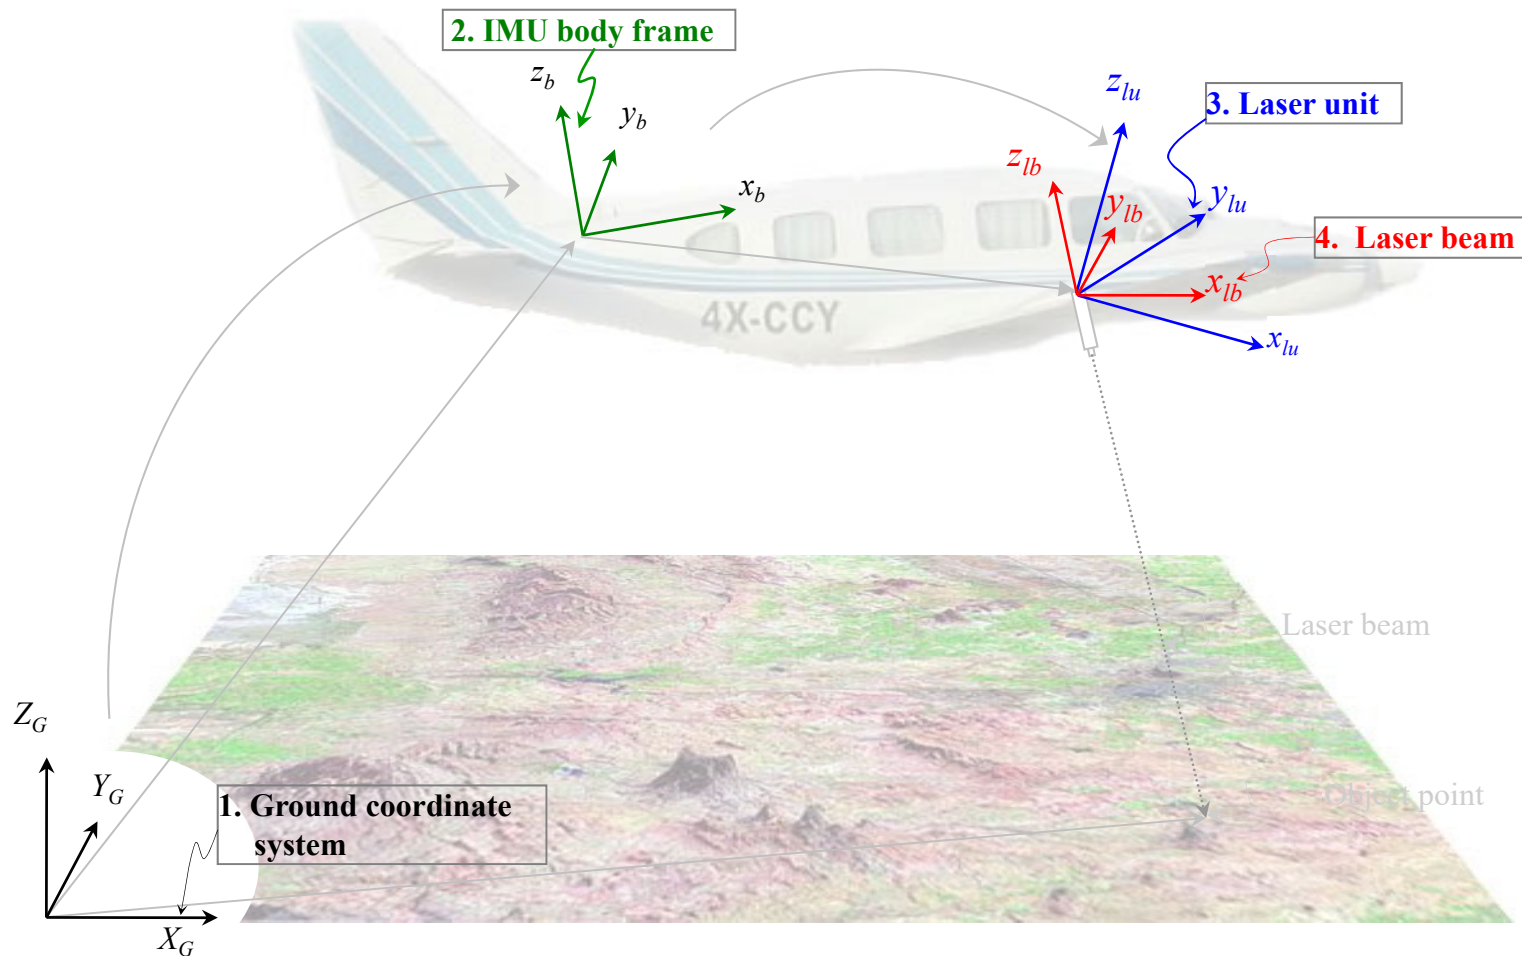 2. IMU body frame
z_b
y_b
x_b
z_lu
3. Laser unit
z_lb
y_lb
y_lu
4. Laser beam
x_lb
x_lu
4X-CCY
Laser beam
Object point
Z_G
Y_G
1. Ground coordinate
system
X_G